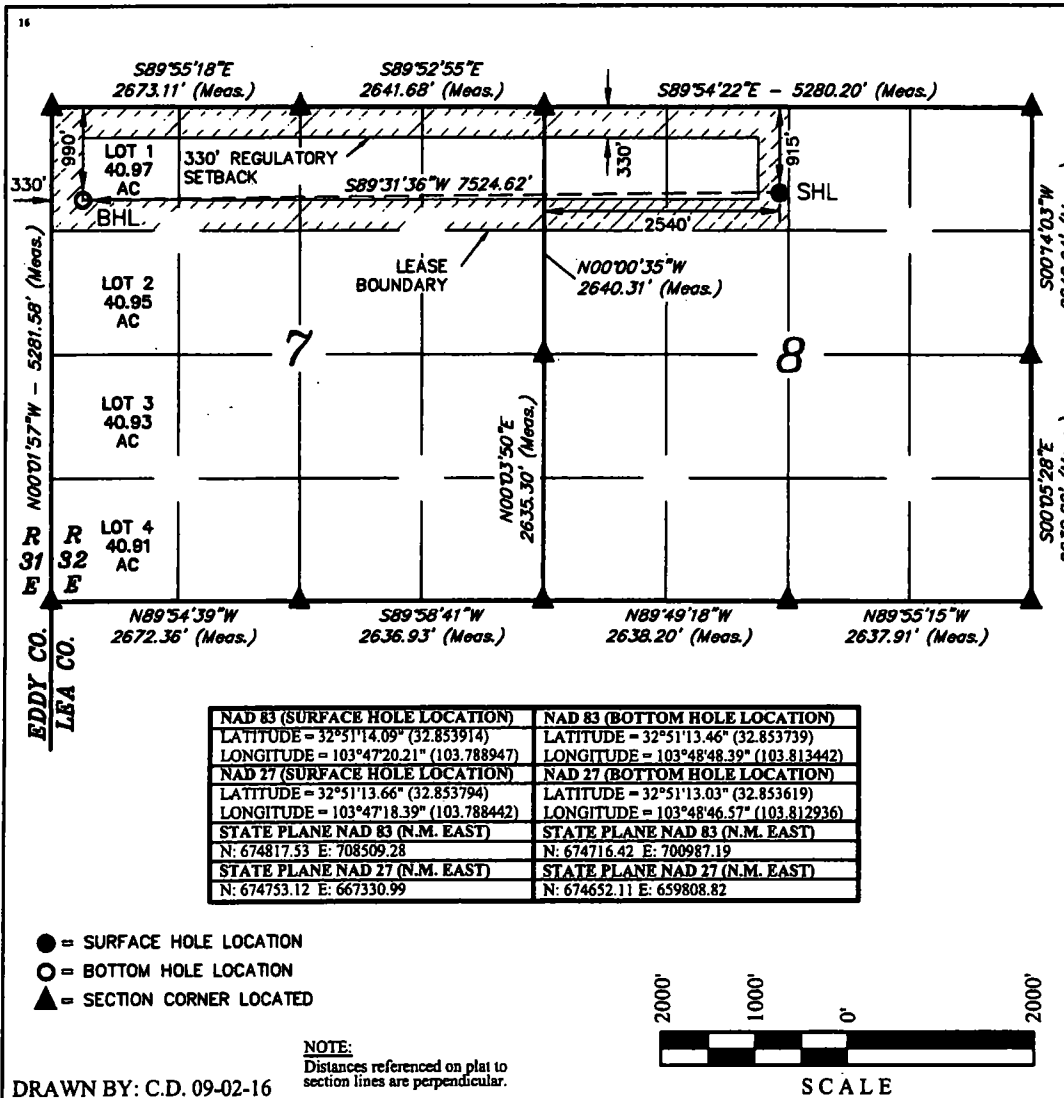 16
S89°55'18"E
2673.11' (Meas.)
S89°52'55"E
2641.68' (Meas.)
S89°54'22"E - 5280.20' (Meas.)
990'
LOT 1
40.97
AC
330' REGULATORY
SETBACK
330'
915'
330'
S89°31'36"W 7524.62'
BHL
SHL
2540'
LEASE
BOUNDARY
N00°00'35"W
2640.31' (Meas.)
LOT 2
40.95
AC
7
8
N00°01'57"W - 5281.58' (Meas.)
S00°14'03"W
LOT 3
40.93
AC
N00°03'50"E
2635.30' (Meas.)
S00°05'28"E
LOT 4
40.91
AC
R R
31 32
E E
N89°54'39"W
2672.36' (Meas.)
S89°58'41"W
2636.93' (Meas.)
N89°49'18"W
2638.20' (Meas.)
N89°55'15"W
2637.91' (Meas.)
EDDY CO.
LEA CO.
NAD 83 (SURFACE HOLE LOCATION)
LATITUDE = 32°51'14.09" (32.853914)
LONGITUDE = 103°47'20.21" (103.788947)
NAD 27 (SURFACE HOLE LOCATION)
LATITUDE = 32°51'13.66" (32.853794)
LONGITUDE = 103°47'18.39" (103.788442)
STATE PLANE NAD 83 (N.M. EAST)
N: 674817.53 E: 708509.28
STATE PLANE NAD 27 (N.M. EAST)
N: 674753.12 E: 667330.99
NAD 83 (BOTTOM HOLE LOCATION)
LATITUDE = 32°51'13.46" (32.853739)
LONGITUDE = 103°48'48.39" (103.813442)
NAD 27 (BOTTOM HOLE LOCATION)
LATITUDE = 32°51'13.03" (32.853619)
LONGITUDE = 103°48'46.57" (103.812936)
STATE PLANE NAD 83 (N.M. EAST)
N: 674716.42 E: 700987.19
STATE PLANE NAD 27 (N.M. EAST)
N: 674652.11 E: 659808.82
= SURFACE HOLE LOCATION
= BOTTOM HOLE LOCATION
= SECTION CORNER LOCATED
NOTE:
Distances referenced on plat to
section lines are perpendicular.
DRAWN BY: C.D. 09-02-16
2000'
1000'
0'
2000'
SCALE